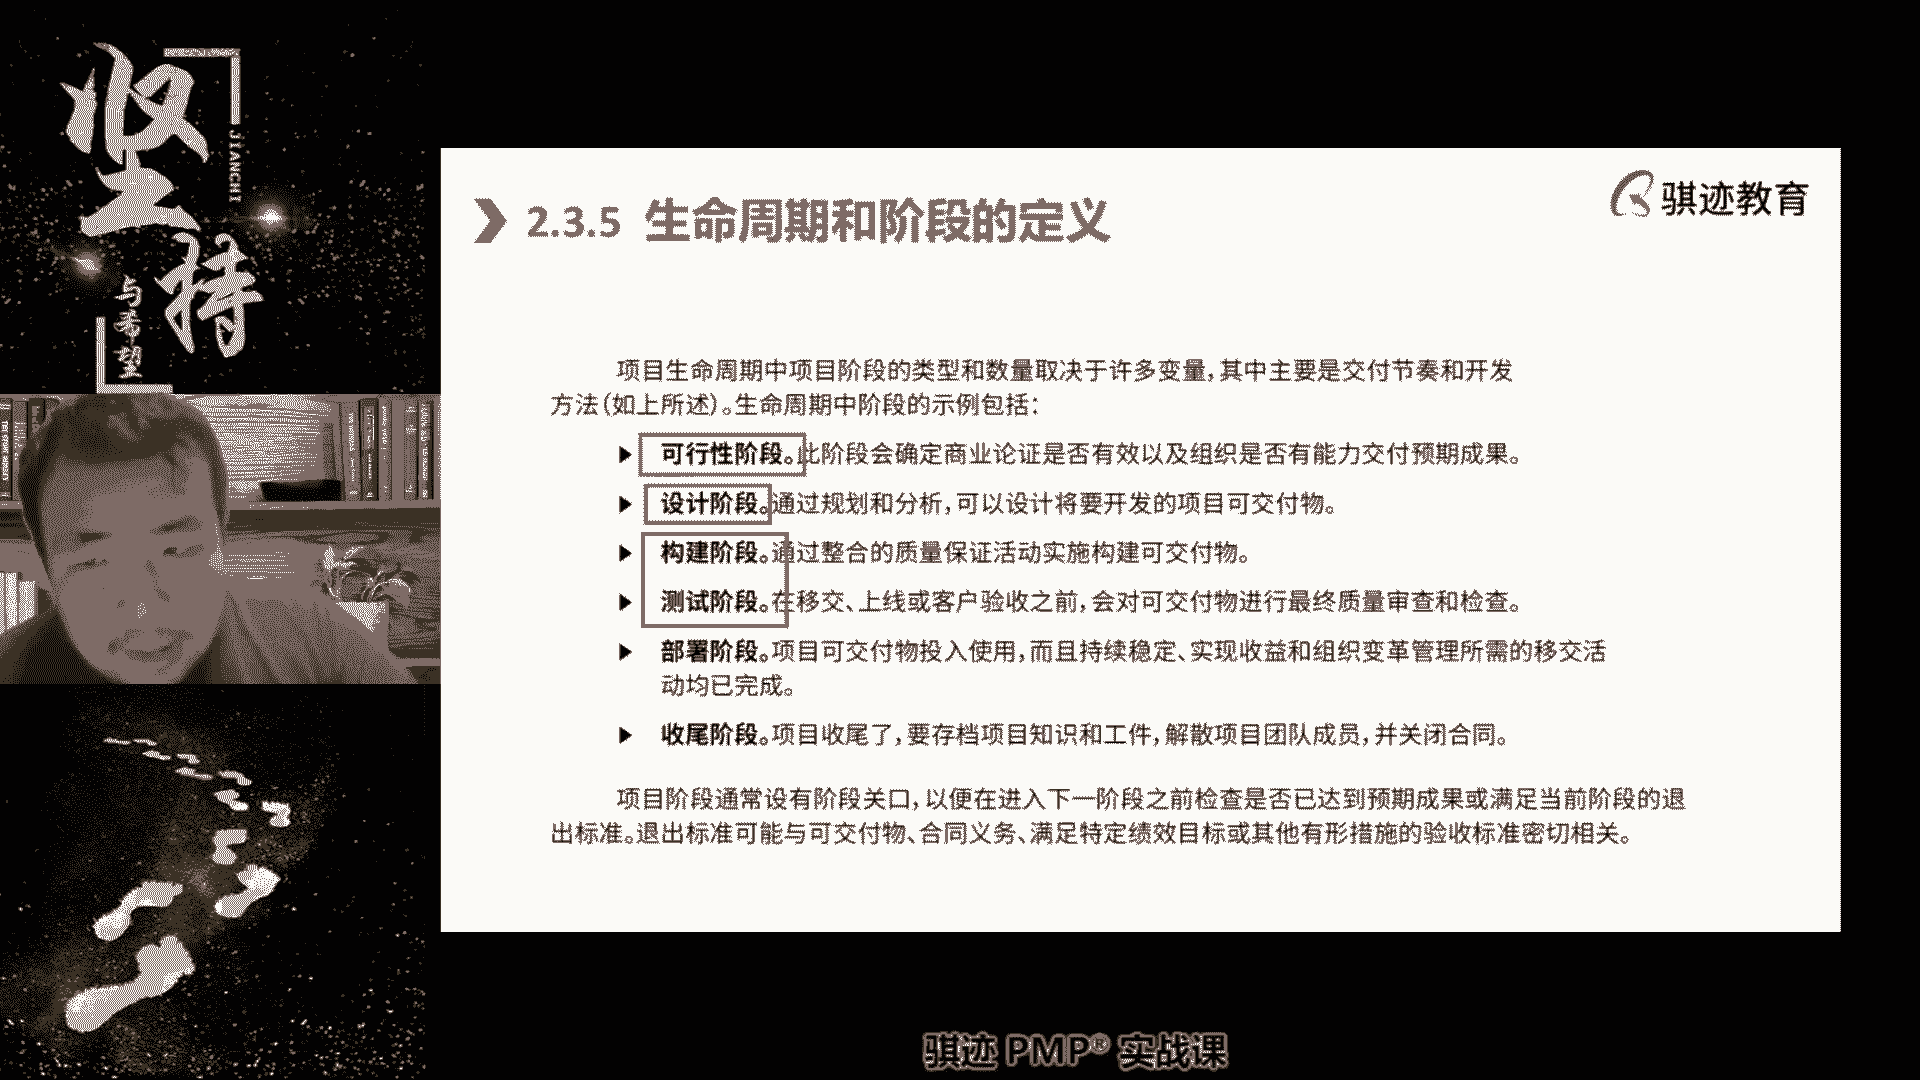 坚持
JIANCHI
与希望
骐迹教育
2.3.5 生命周期和阶段的定义
项目生命周期中项目阶段的类型和数量取决于许多变量，其中主要是交付节奏和开发
方法（如上所述）。生命周期中阶段的示例包括：
可行性阶段。此阶段会确定商业论证是否有效以及组织是否有能力交付预期成果。
设计阶段。通过规划和分析，可以设计将要开发的项目可交付物。
构建阶段。通过整合的质量保证活动实施构建可交付物。
测试阶段。在移交、上线或客户验收之前，会对可交付物进行最终质量审查和检查。
部署阶段。项目可交付物投入使用，而且持续稳定、实现收益和组织变革管理所需的移交活
动均已完成。
收尾阶段。项目收尾了，要存档项目知识和工件，解散项目团队成员，并关闭合同。
项目阶段通常设有阶段关口，以便在进入下一阶段之前检查是否已达到预期成果或满足当前阶段的退
出标准。退出标准可能与可交付物、合同义务、满足特定绩效目标或其他有形措施的验收标准密切相关。
骐迹 PMP® 实战课